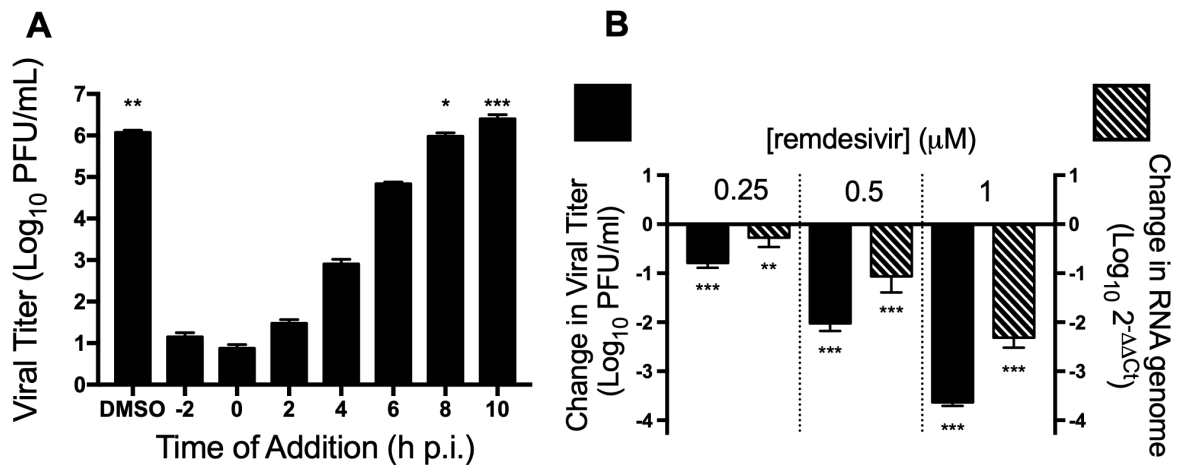 A
Viral Titer (Log10 PFU/mL)
7
6
5
4
3
2
1
0
** * ***
DMSO -2 0 2 4 6 8 10
Time of Addition (h p.i.)
B
[remdesivir] (μM)
0.25 0.5 1
Change in Viral Titer
(Log10 PFU/ml)
1
0
-1
-2
-3
-4
***
**
***
***
***
***
1
0
-1
-2
-3
-4
Change in RNA genome
(Log10 2-ΔΔCt)